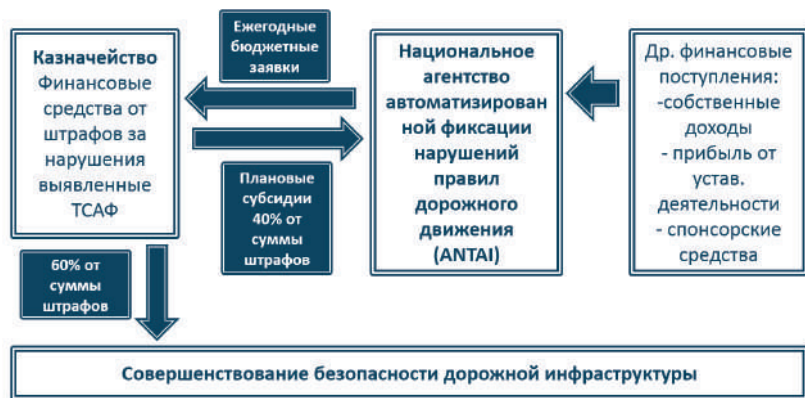 Казначейство
Финансовые
средства от
штрафов за
нарушения
выявленные
ТСАФ
Ежегодные
бюджетные
заявки
Плановые
субсидии
40% от
суммы
штрафов
Национальное
агентство
автоматизирован
ной фиксации
нарушений
правил
дорожного
движения
(ANTAI)
Др. финансовые
поступления:
-собственные
доходы
- прибыль от
устав.
деятельности
- спонсорские
средства
60% от
суммы
штрафов
Совершенствование безопасности дорожной инфраструктуры